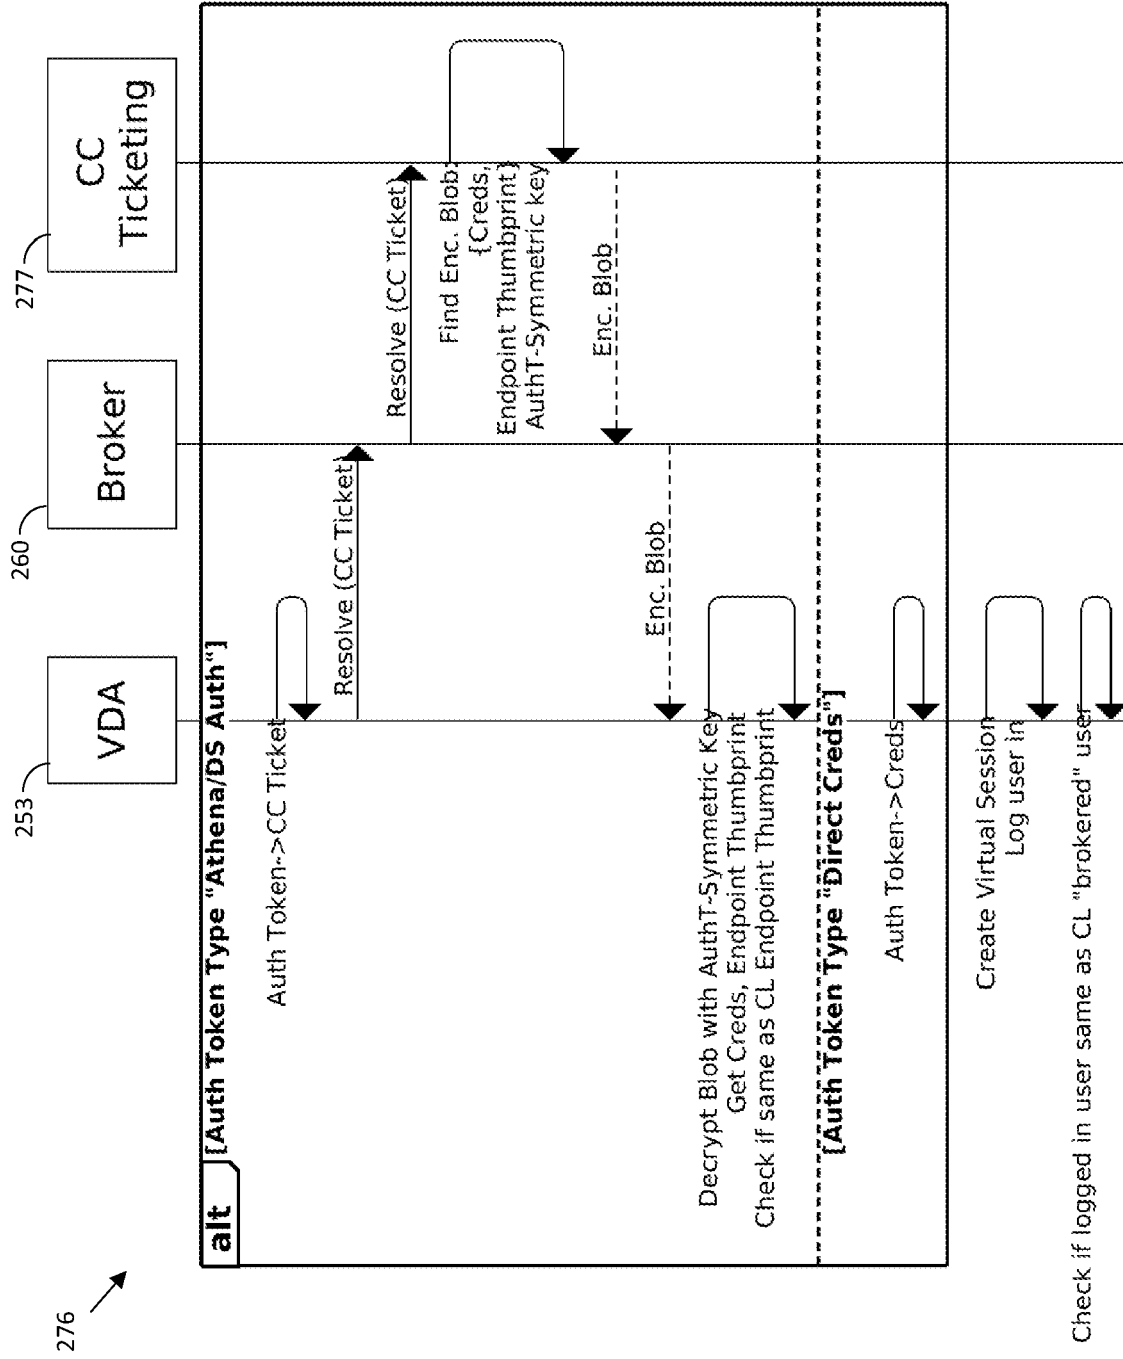 276
253
VDA
260
Broker
277
CC
Ticketing
alt
[Auth Token Type "Athena/DS Auth"]
Auth Token->CC Ticket
Resolve (CC Ticket)
Resolve (CC Ticket)
Find Enc. Blob:
{Creds,
Endpoint Thumbprint}
AuthT-Symmetric key
Enc. Blob
Enc. Blob
Decrypt Blob with AuthT-Symmetric Key
Get Creds, Endpoint Thumbprint
Check if same as CL Endpoint Thumbprint
[Auth Token Type "Direct Creds"]
Auth Token->Creds
Create Virtual Session
Log user in
Check if logged in user same as CL "brokered" user